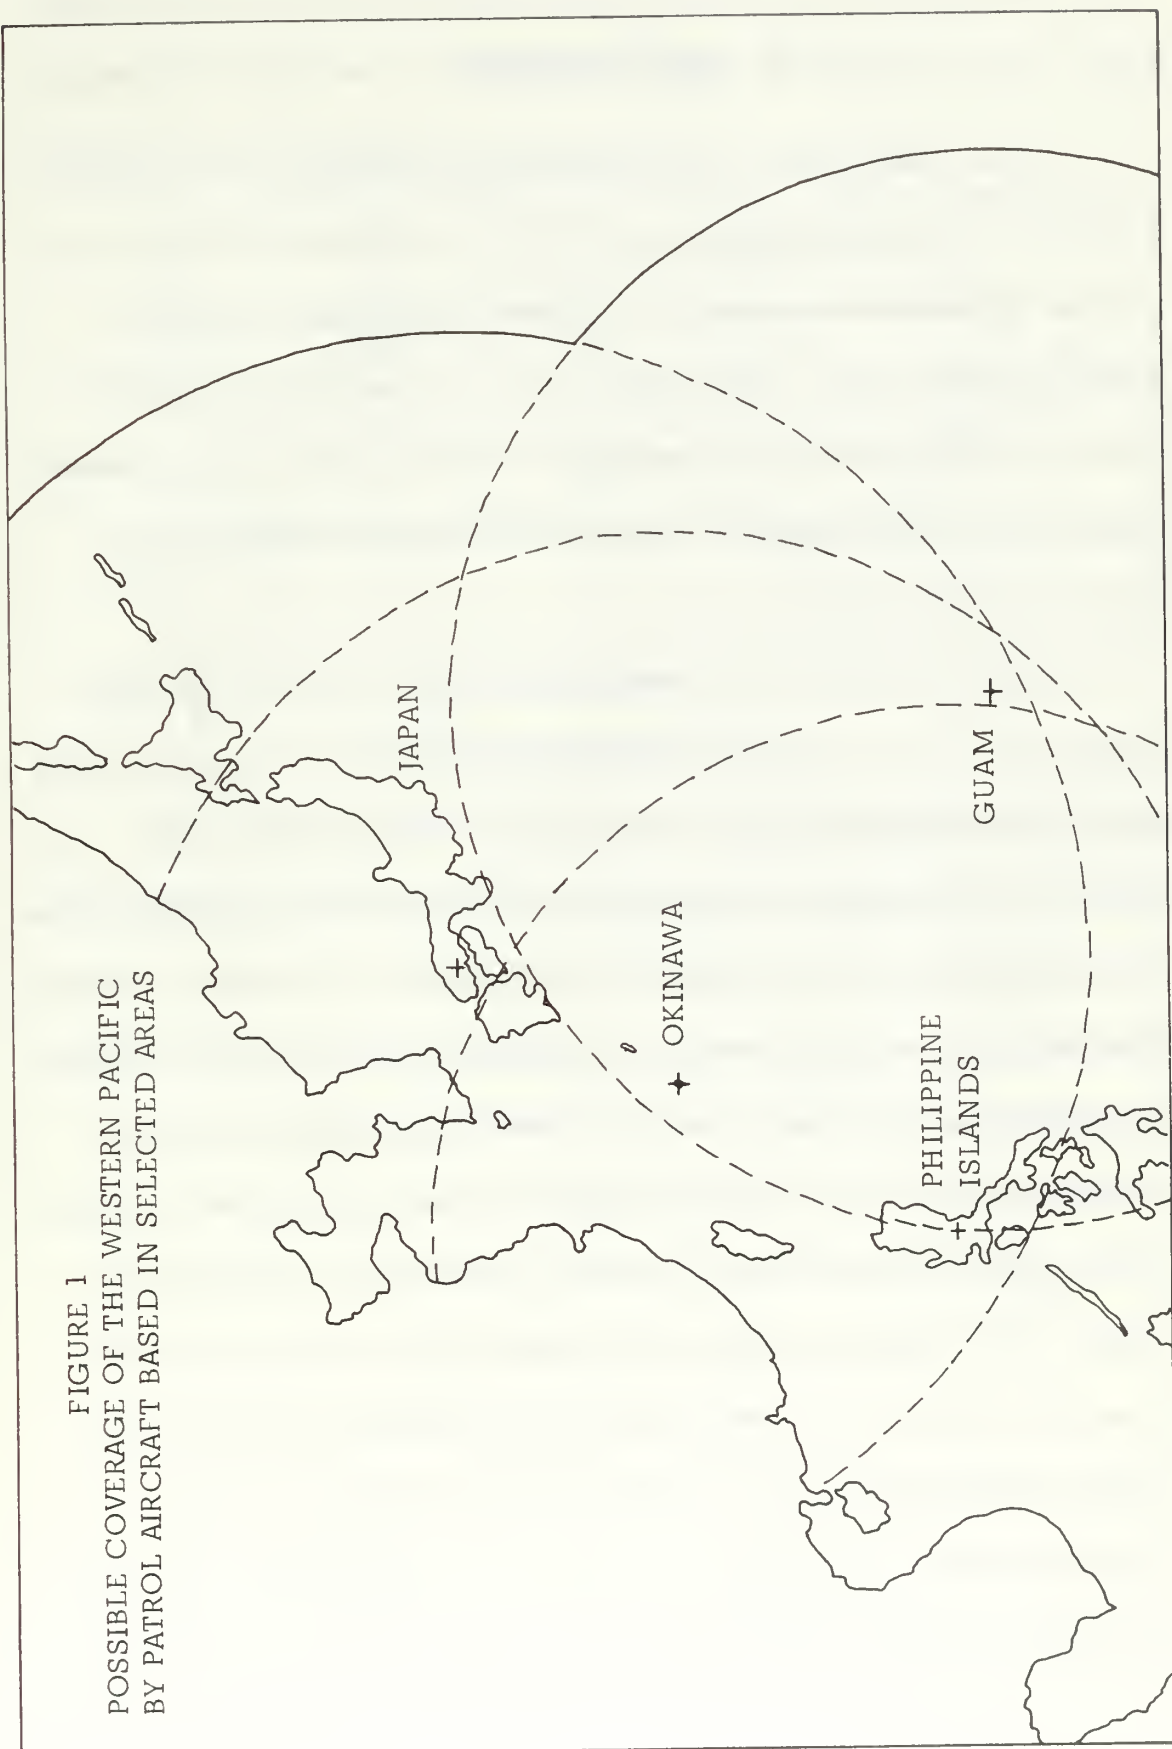 FIGURE 1
POSSIBLE COVERAGE OF THE WESTERN PACIFIC
BY PATROL AIRCRAFT BASED IN SELECTED AREAS
JAPAN
OKINAWA
GUAM
PHILIPPINE
ISLANDS